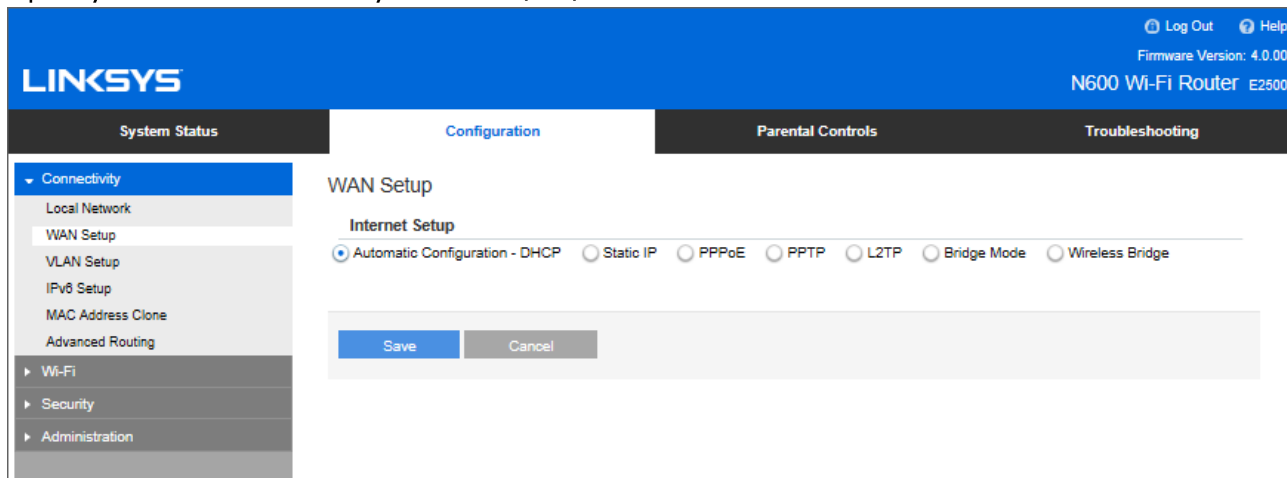 Log Out Help
Firmware Version: 4.0.00
LINKSYS
N600 Wi-Fi Router E2500
System Status Configuration Parental Controls Troubleshooting
Connectivity
Local Network
WAN Setup
VLAN Setup
IPv6 Setup
MAC Address Clone
Advanced Routing
Wi-Fi
Security
Administration
WAN Setup
Internet Setup
Automatic Configuration - DHCP Static IP PPPoE PPTP L2TP Bridge Mode Wireless Bridge
Save Cancel